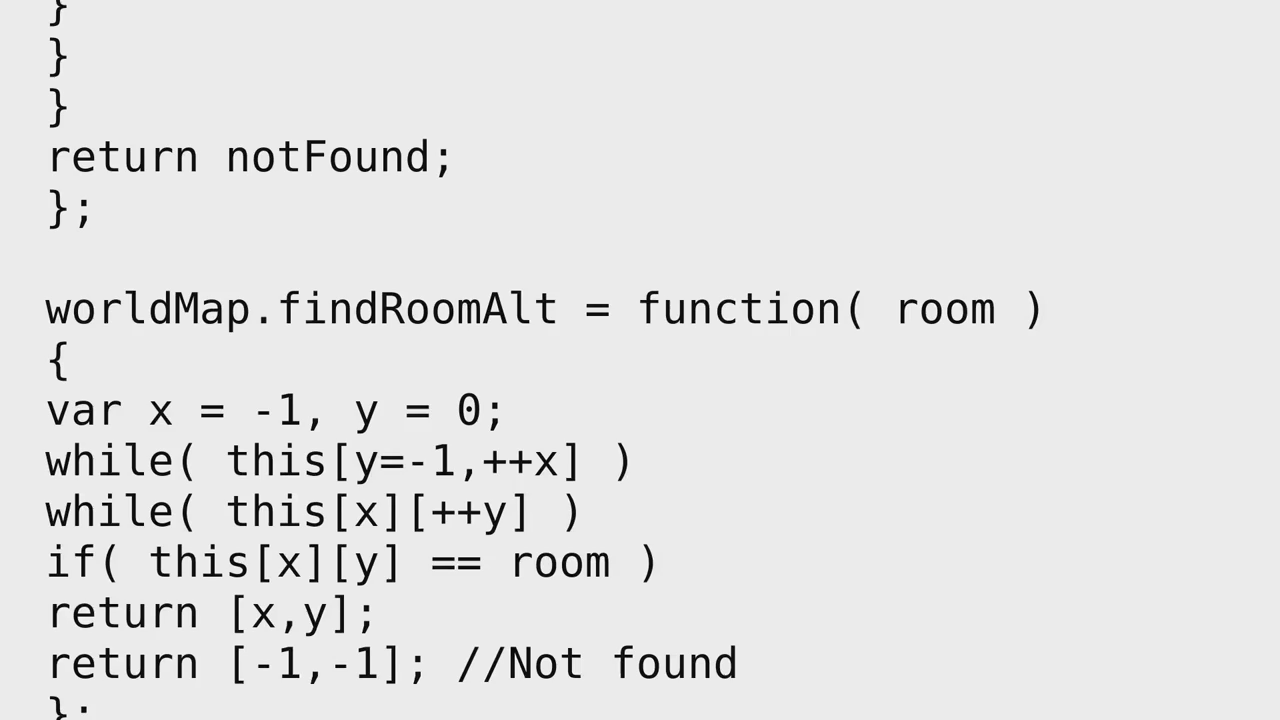 }
}
}
return notFound;
};

worldMap.findRoomAlt = function( room )
{
var x = -1, y = 0;
while( this[y=-1,++x] )
while( this[x][++y] )
if( this[x][y] == room )
return [x,y];
return [-1,-1]; //Not found
};